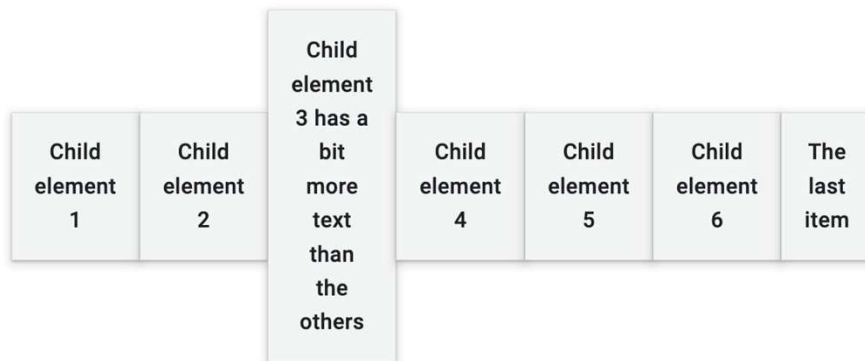 Child
element
1
Child
element
2
Child
element
3 has a
bit
more
text
than
the
others
Child
element
4
Child
element
5
Child
element
6
The
last
item